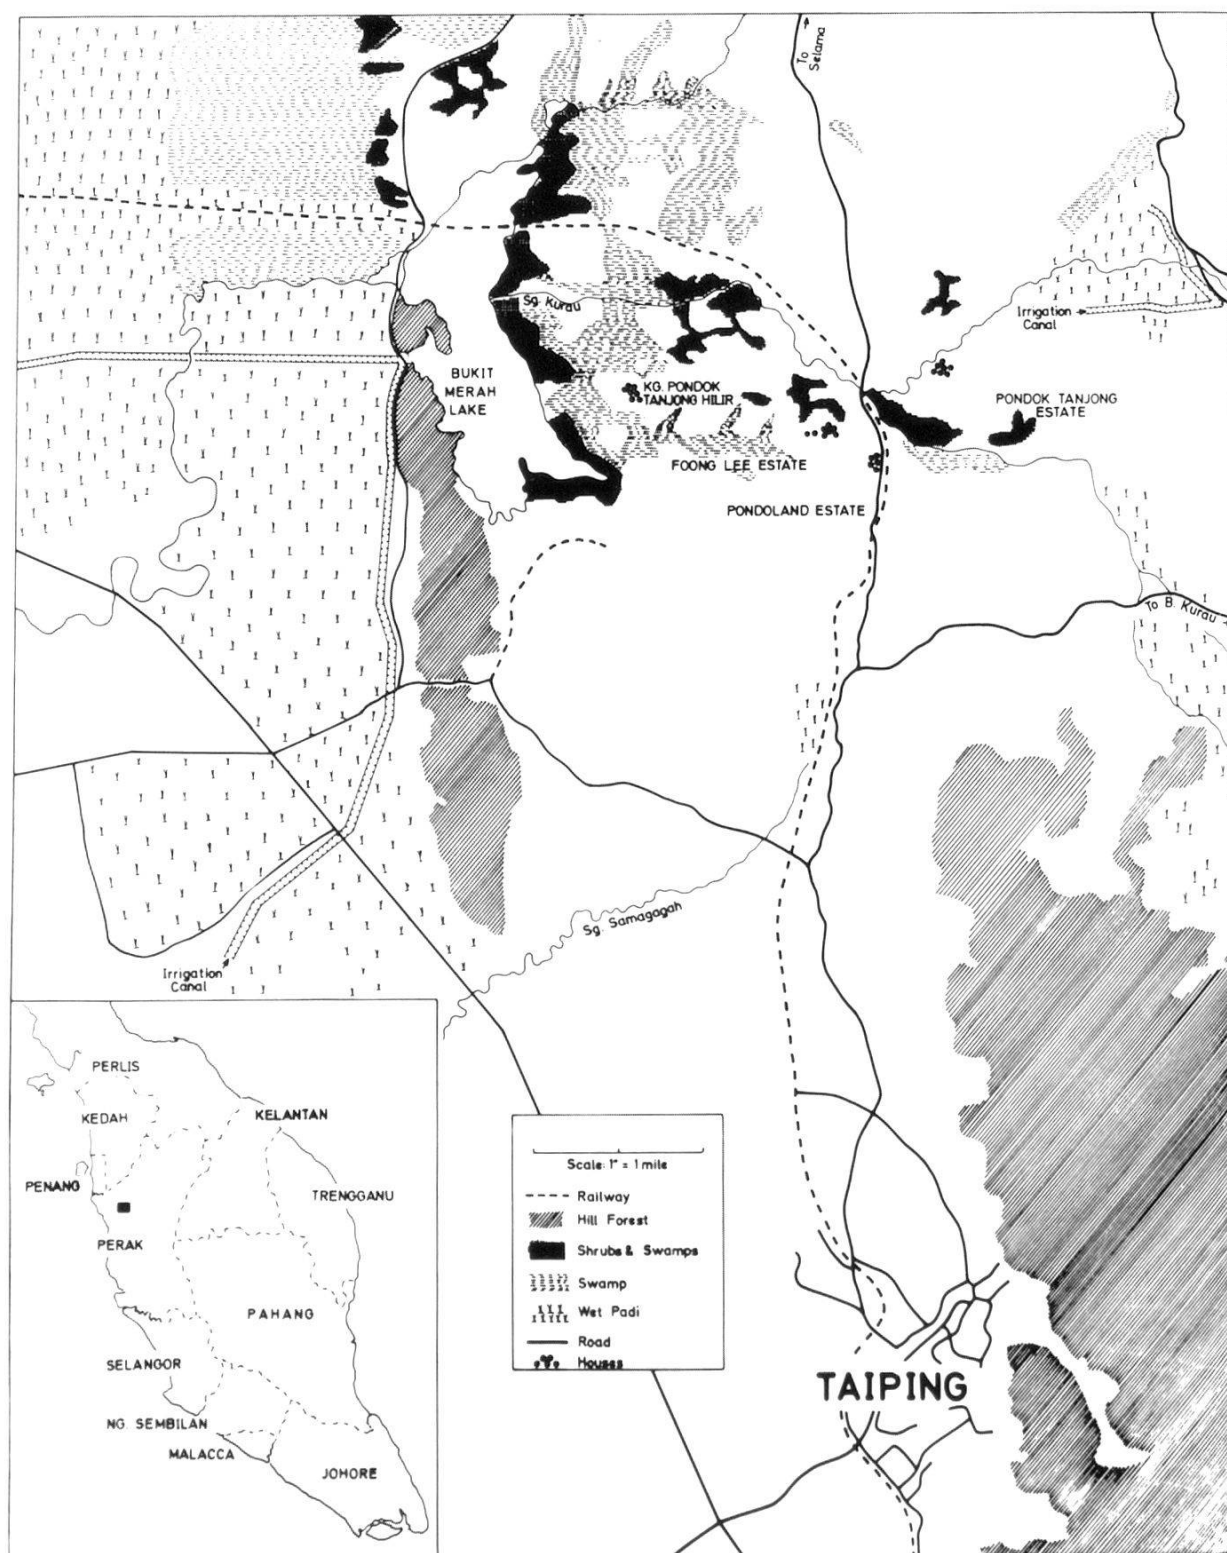 To
Selama
Sg. Kurau
Irrigation
Canal
BUKIT
MERAH
LAKE
KG. PONDOK
TANJONG HILIR
PONDOK TANJONG
ESTATE
FOONG LEE ESTATE
PONDOLAND ESTATE
To B. Kurau
Sg. Samagagah
Irrigation
Canal
PERLIS
KEDAH
KELANTAN
PENANG
TRENGGANU
PERAK
PAHANG
SELANGOR
NG. SEMBILAN
MALACCA
JOHORE
Scale: 1" = 1 mile
Railway
Hill Forest
Shrubs & Swamps
Swamp
Wet Padi
Road
Houses
TAIPING